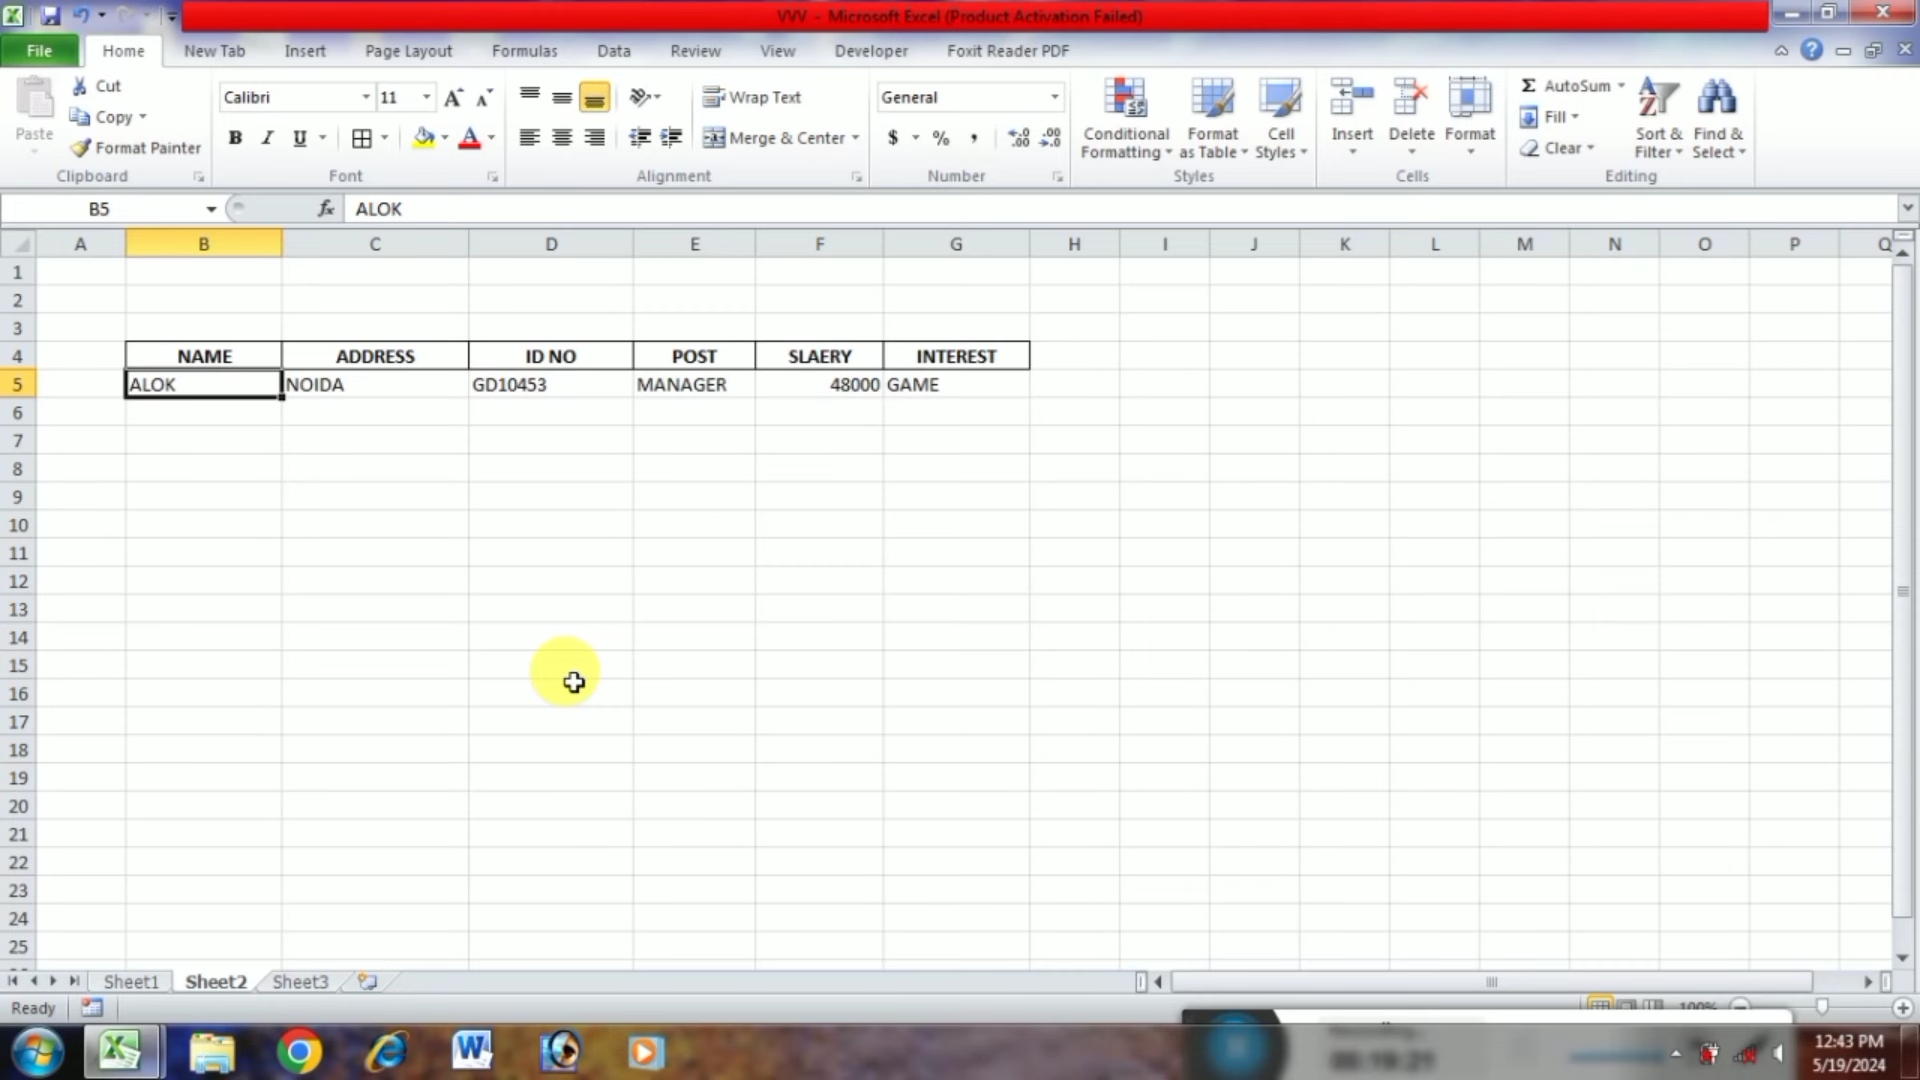 VVV - Microsoft Excel (Product Activation Failed)
File Home New Tab Insert Page Layout Formulas Data Review View Developer Foxit Reader PDF
Cut
Copy
Format Painter
Paste
Clipboard
Calibri 11
B I U
Font
Wrap Text
Merge & Center
Alignment
General
$ % ,
Number
Conditional Formatting
Format as Table
Cell Styles
Styles
Insert Delete Format
Cells
Σ AutoSum
Fill
Clear
Sort & Filter
Find & Select
Editing
B5 fx ALOK
A B C D E F G H I J K L M N O P Q
1
2
3
4 NAME ADDRESS ID NO POST SLAERY INTEREST
5 ALOK NOIDA GD10453 MANAGER 48000 GAME
6
7
8
9
10
11
12
13
14
15
16
17
18
19
20
21
22
23
24
25
Sheet1 Sheet2 Sheet3
Ready 100%
12:43 PM
5/19/2024